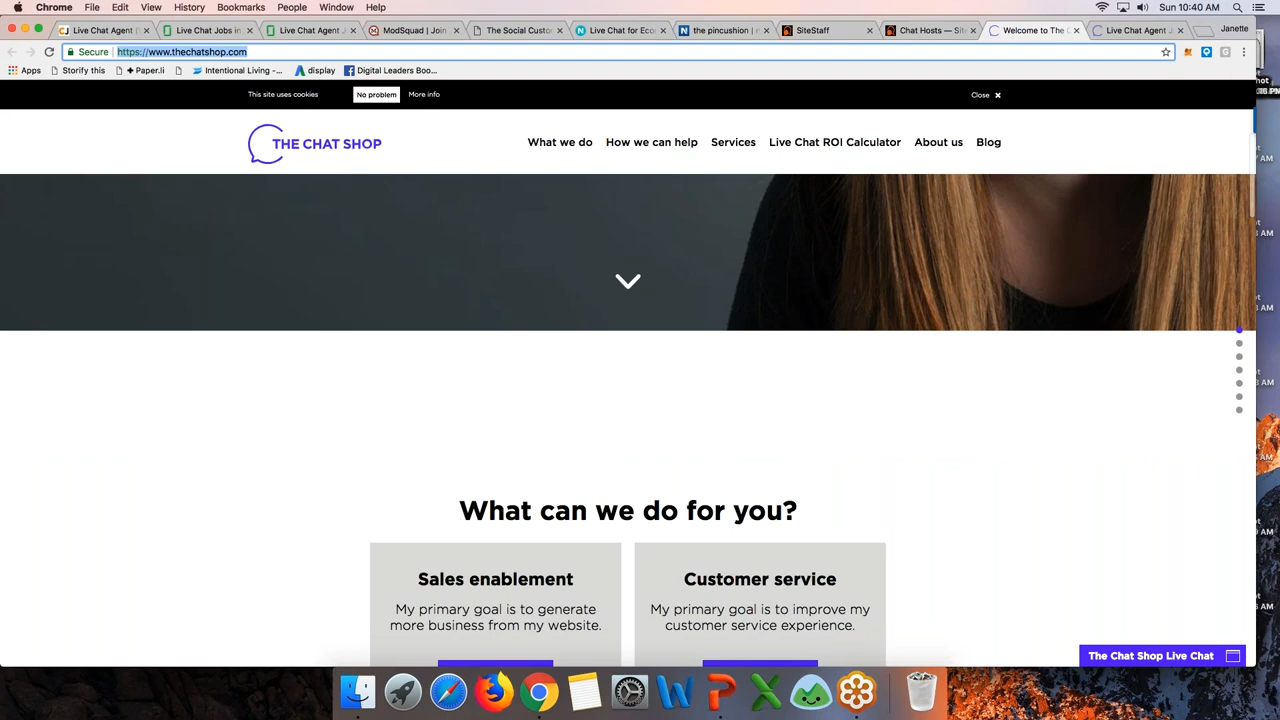 Chrome File Edit View History Bookmarks People Window Help Sun 10:40 AM
Live Chat Agent ( Live Chat Jobs in Live Chat Agent J ModSquad | Join The Social Custo Live Chat for Eco the pincushion | n SiteStaff Chat Hosts — Site Welcome to The C Live Chat Agent J Janette
Secure https://www.thechatshop.com
Apps Storify this + Paper.li Intentional Living -... display Digital Leaders Boo...
This site uses cookies No problem More info Close ×
THE CHAT SHOP
What we do How we can help Services Live Chat ROI Calculator About us Blog
What can we do for you?
Sales enablement
My primary goal is to generate
more business from my website.
Customer service
My primary goal is to improve my
customer service experience.
The Chat Shop Live Chat